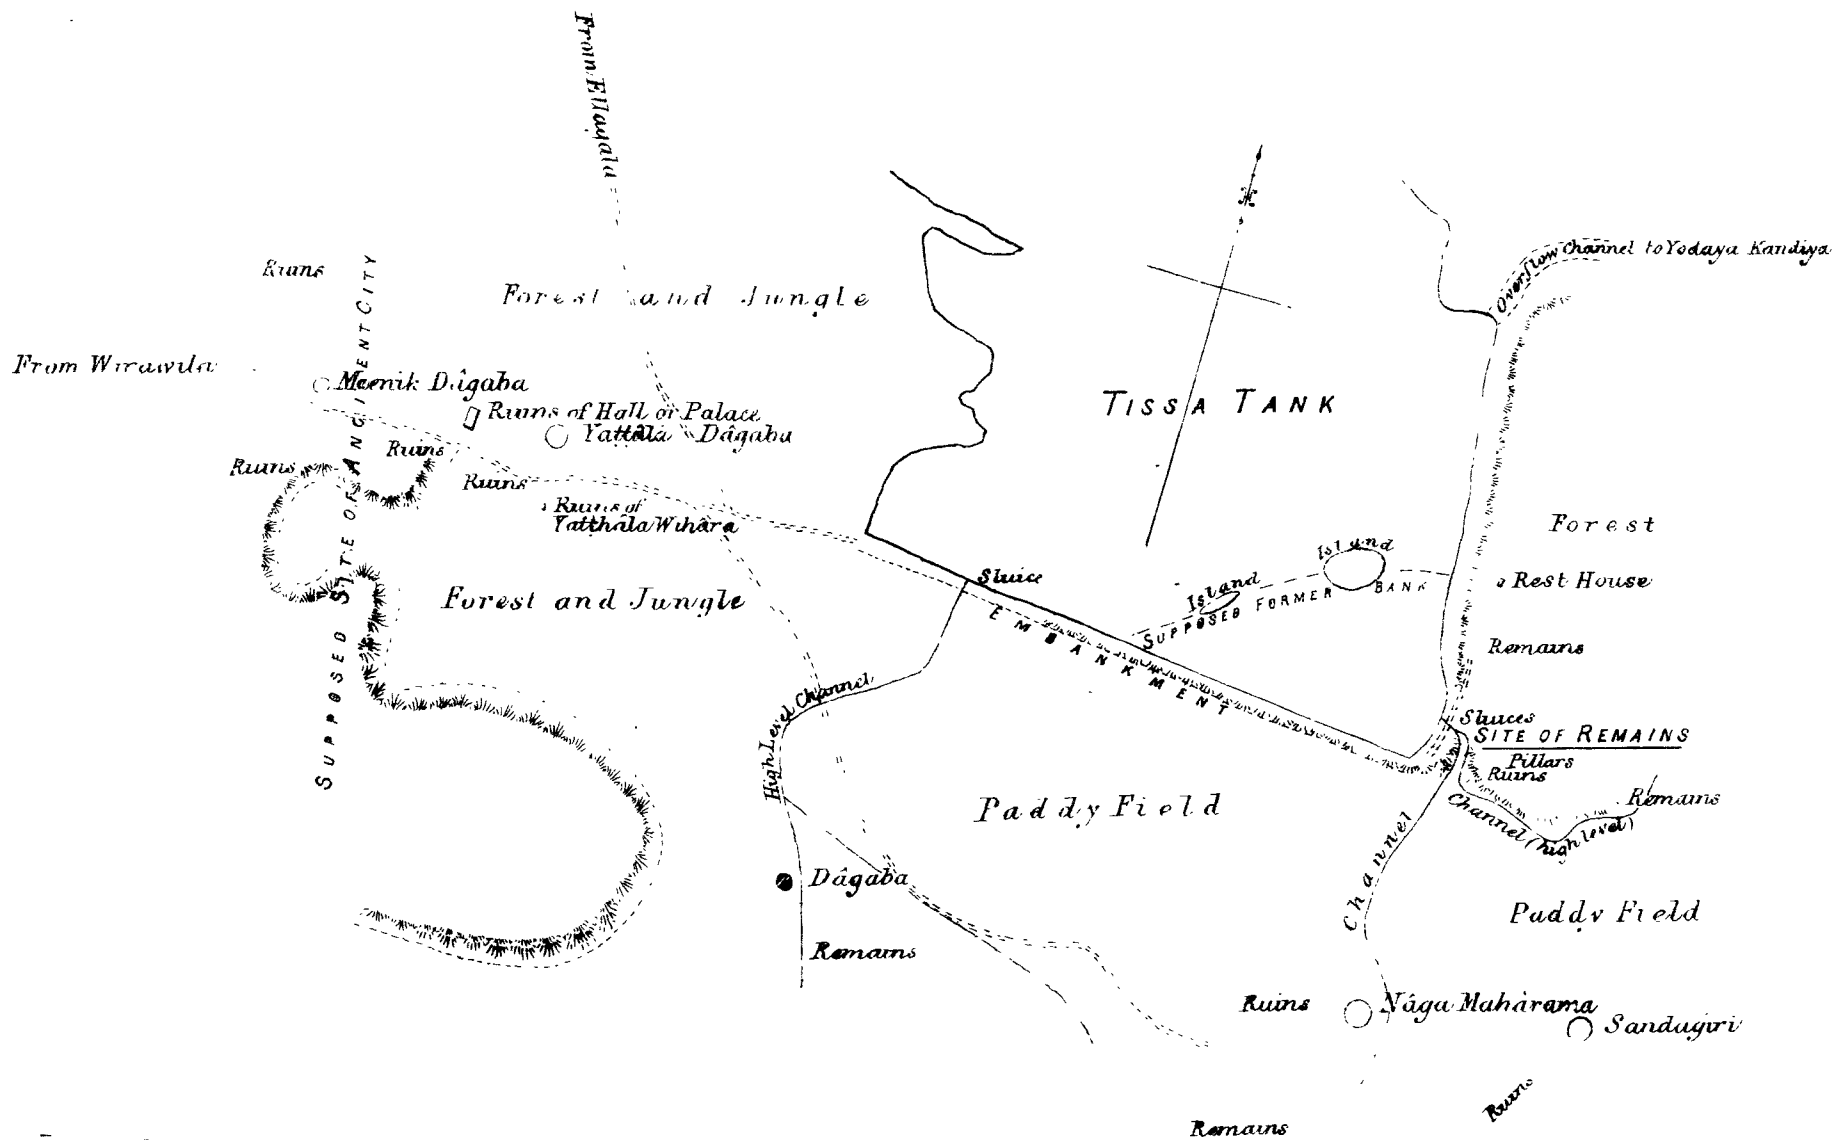 From Ellagala
Ruins
SUPPOSED SITE OF ANCIENT CITY
Forest and Jungle
From Wirawila
Meenik Dâgaba
Ruins of Hall or Palace
Yattâla Dâgaba
Ruins
Ruins
Ruins
Ruins of
Yatthâla Wihâra
Forest and Jungle
TISSA TANK
Overflow Channel to Yodaya Kandiya
Forest
Rest House
Remains
Island
Island
SUPPOSED FORMER BANK
Sluice
EMBANKMENT
Sluices
SITE OF REMAINS
Pillars
Ruins
Remains
Channel (high level)
High Level Channel
Paddy Field
Channel
Dâgaba
Remains
Paddy Field
Ruins
Nâga Mahârama
Sandugiri
Ruins
Remains